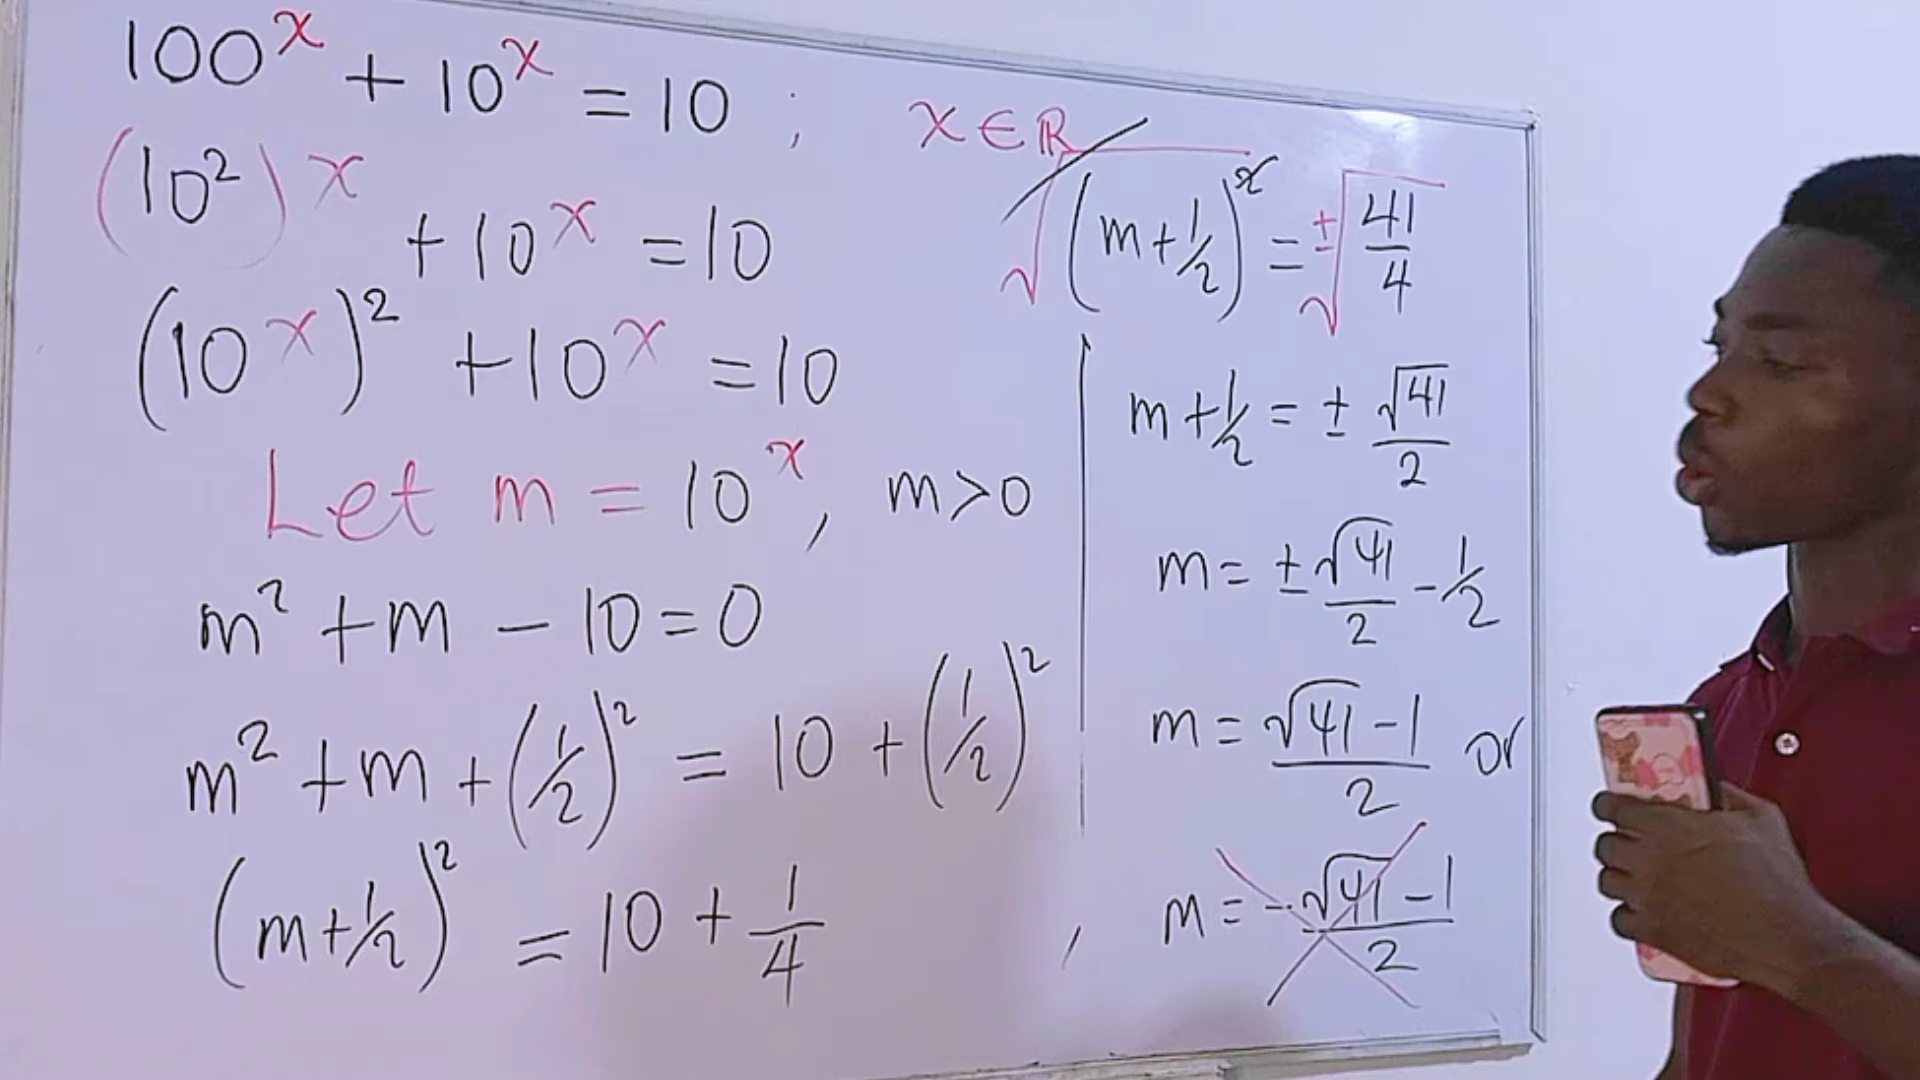 100^x + 10^x = 10 ; x ∈ ℝ
(10²)^x + 10^x = 10
(10^x)² + 10^x = 10
Let m = 10^x, m > 0
m² + m - 10 = 0
m² + m + (1/2)² = 10 + (1/2)²
(m + 1/2)² = 10 + 1/4
√(m + 1/2)² = ±√41/4
m + 1/2 = ± √41/2
m = ± √41/2 - 1/2
m = √41 - 1/2 or
, m = -√41 - 1/2